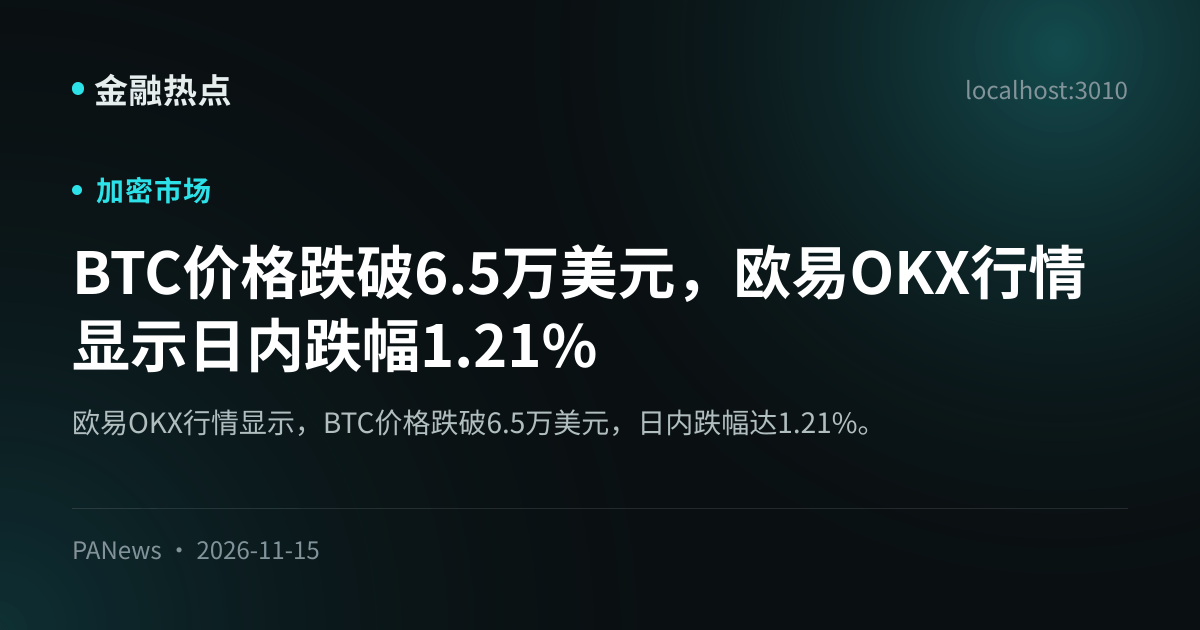 金融热点
localhost:3010
加密市场
BTC价格跌破6.5万美元，欧易OKX行情
显示日内跌幅1.21%
欧易OKX行情显示，BTC价格跌破6.5万美元，日内跌幅达1.21%。
PANews • 2026-11-15